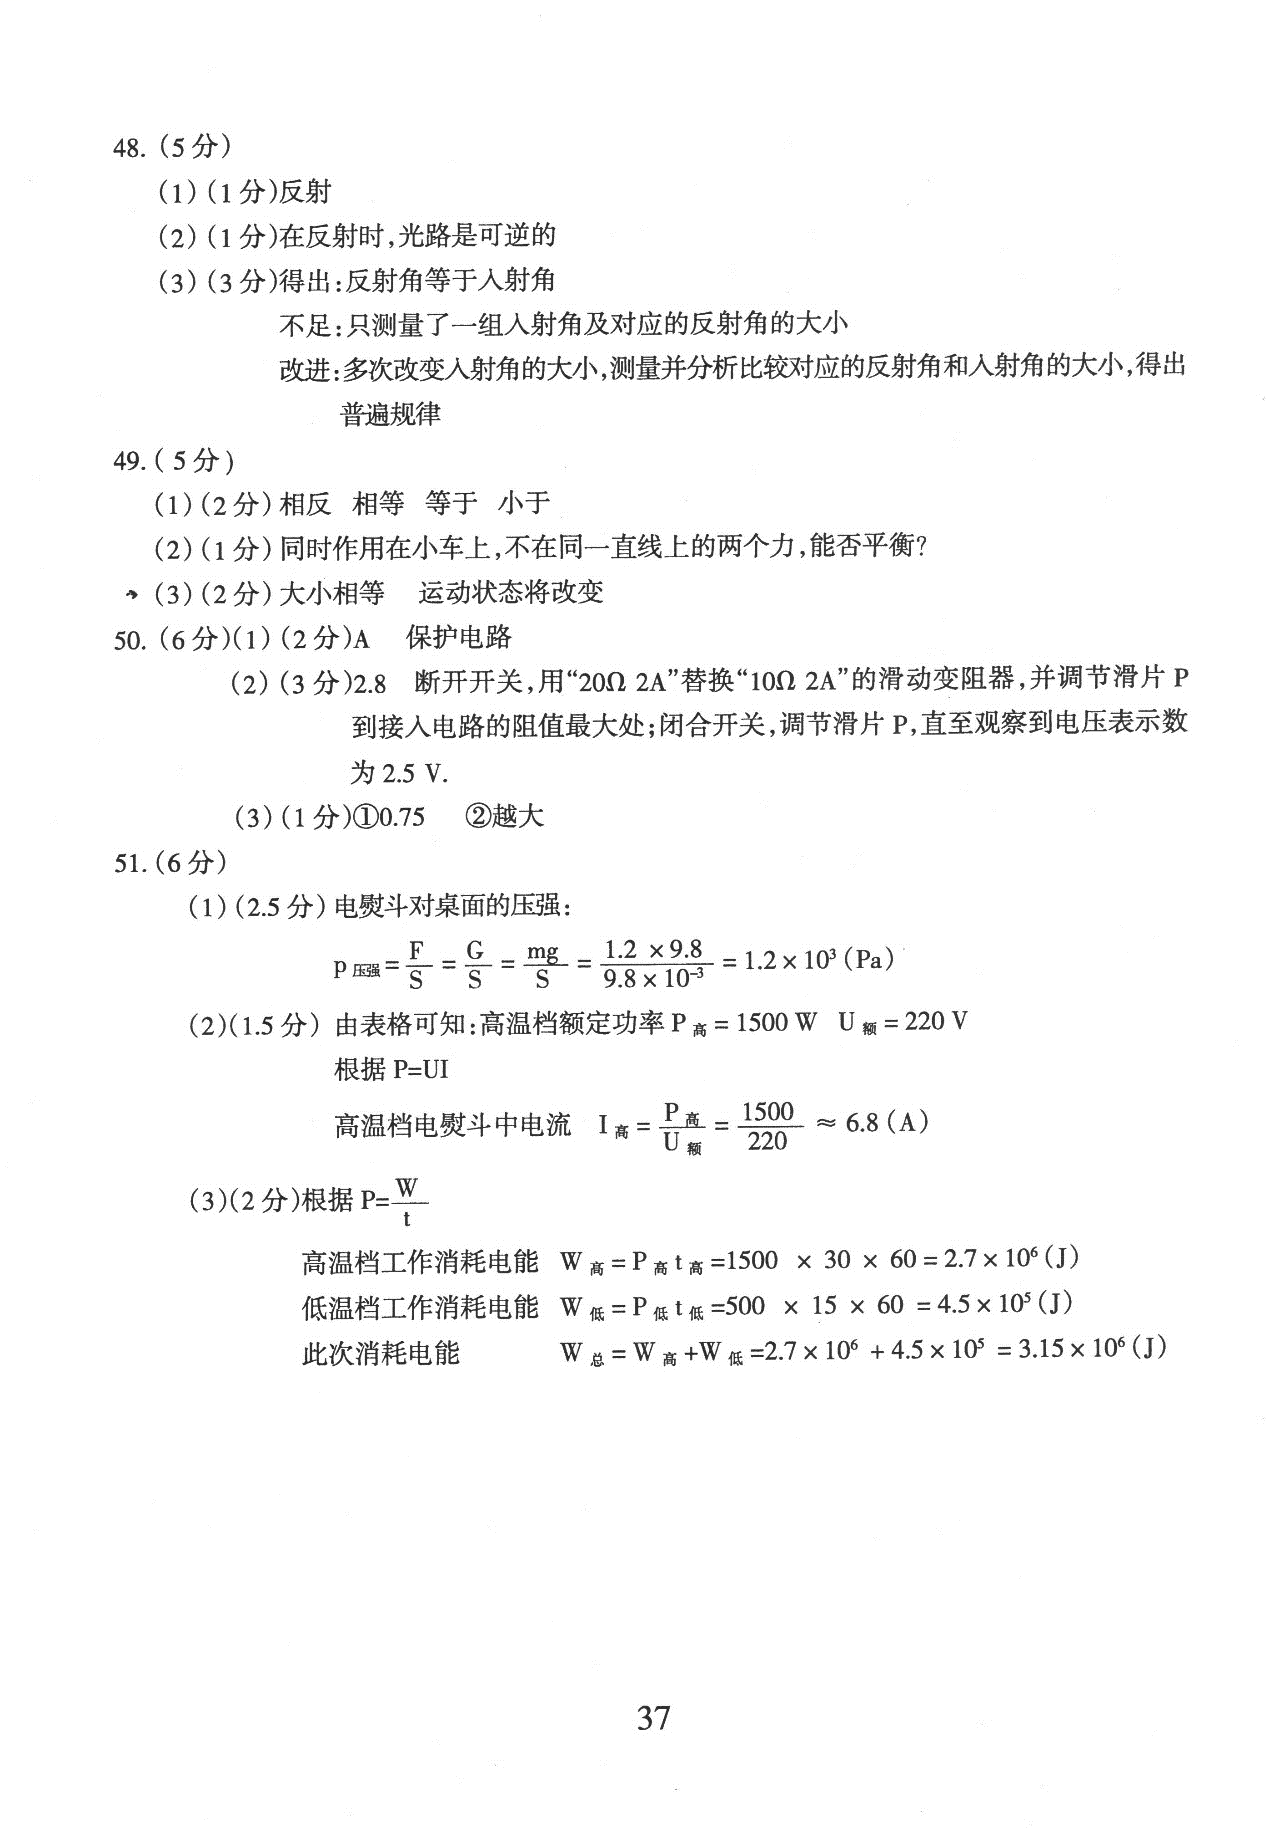 48. (5分)
(1) (1分)反射
(2) (1分)在反射时,光路是可逆的
(3) (3分)得出:反射角等于入射角
不足:只测量了一组入射角及对应的反射角的大小
改进:多次改变入射角的大小,测量并分析比较对应的反射角和入射角的大小,得出
普遍规律
49. (5分)
(1) (2分) 相反 相等 等于 小于
(2) (1分) 同时作用在小车上,不在同一直线上的两个力,能否平衡?
(3) (2分) 大小相等 运动状态将改变
50. (6分)(1) (2分)A 保护电路
(2) (3分)2.8 断开开关,用“20Ω 2A”替换“10Ω 2A”的滑动变阻器,并调节滑片 P
到接入电路的阻值最大处;闭合开关,调节滑片 P,直至观察到电压表示数
为 2.5 V.
(3) (1分)①0.75 ②越大
51. (6分)
(1) (2.5分) 电熨斗对桌面的压强:
p压强 = F/S = G/S = mg/S = 1.2 × 9.8 / 9.8 × 10⁻³ = 1.2 × 10³ (Pa)
(2)(1.5分) 由表格可知:高温档额定功率 P高 = 1500 W U额 = 220 V
根据 P=UI
高温档电熨斗中电流 I高 = P高/U额 = 1500/220 ≈ 6.8 (A)
(3)(2分)根据 P=W/t
高温档工作消耗电能 W高 = P高 t高 =1500 × 30 × 60 = 2.7 × 10⁶ (J)
低温档工作消耗电能 W低 = P低 t低 =500 × 15 × 60 = 4.5 × 10⁵ (J)
此次消耗电能 W总 = W高 +W低 =2.7 × 10⁶ + 4.5 × 10⁵ = 3.15 × 10⁶ (J)
37